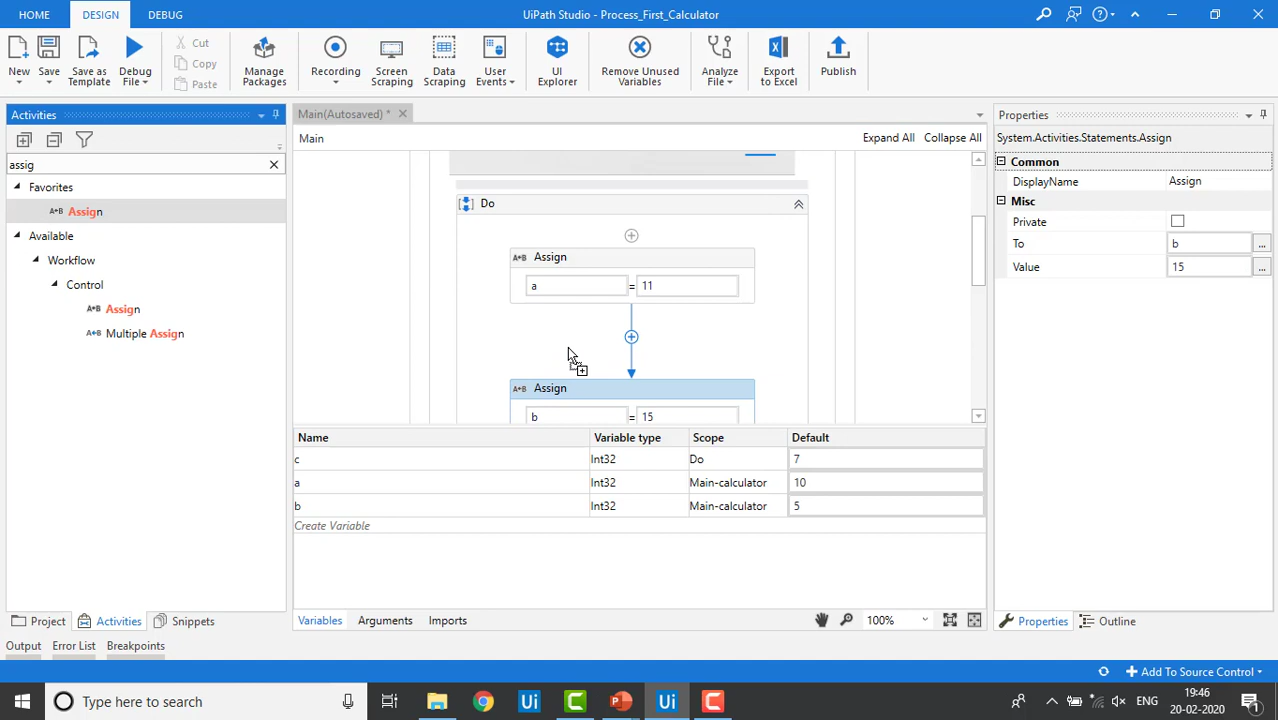 HOME DESIGN DEBUG UiPath Studio - Process_First_Calculator
New Save Save as Template Debug File Cut Copy Paste Manage Packages Recording Screen Scraping Data Scraping User Events UI Explorer Remove Unused Variables Analyze File Export to Excel Publish
Activities
Main(Autosaved) *
Properties
Main Expand All Collapse All
System.Activities.Statements.Assign
assig
Common
Favorites
DisplayName Assign
Assign
Do
Misc
Private
Available
To b ...
Workflow
Assign
Value 15 ...
Control
a = 11
Assign
Multiple Assign
Assign
b = 15
Name Variable type Scope Default
c Int32 Do 7
a Int32 Main-calculator 10
b Int32 Main-calculator 5
Create Variable
Project Activities Snippets
Variables Arguments Imports 100%
Properties Outline
Output Error List Breakpoints
Add To Source Control
Type here to search
Ui Ui
ENG
19:46
20-02-2020
1